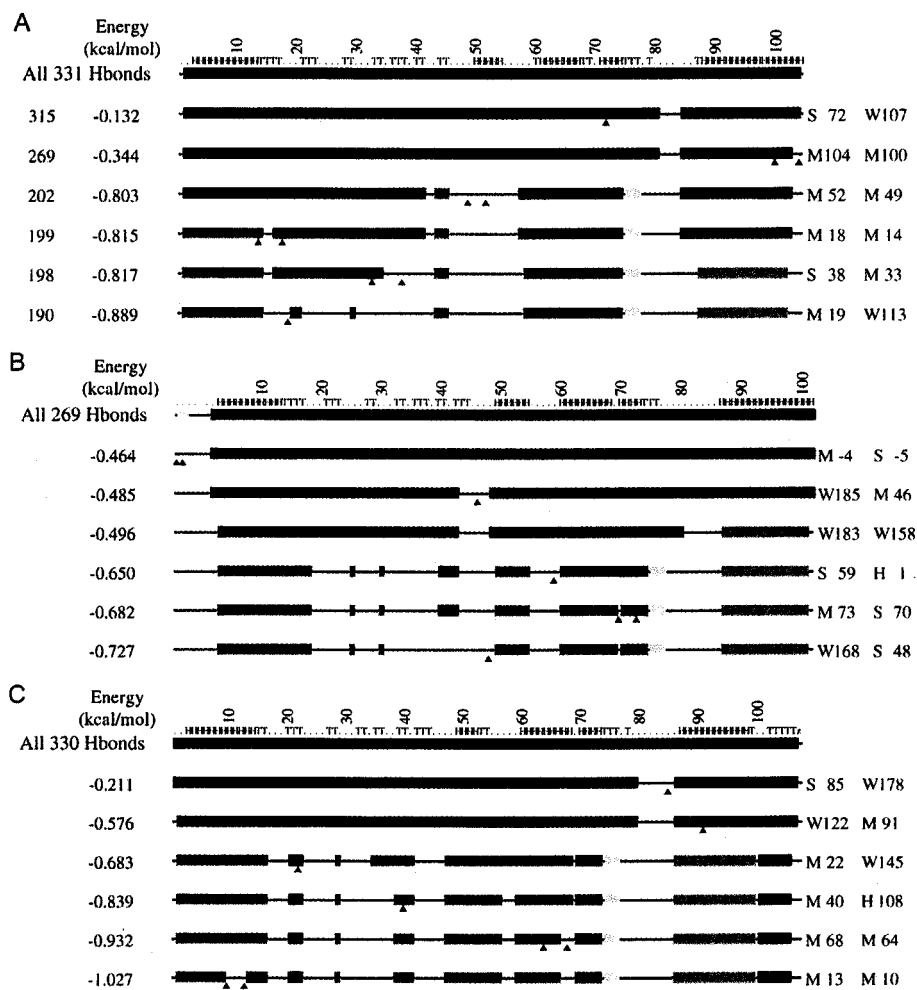 A Energy
(kcal/mol)
10 20 30 40 50 60 70 80 90 100
All 331 Hbonds
315 -0.132 S 72 W107
269 -0.344 M104 M100
202 -0.803 M 52 M 49
199 -0.815 M 18 M 14
198 -0.817 S 38 M 33
190 -0.889 M 19 W113
B Energy
(kcal/mol)
10 20 30 40 50 60 70 80 90 100
All 269 Hbonds
-0.464 M -4 S -5
-0.485 W185 M 46
-0.496 W183 W158
-0.650 S 59 H 1
-0.682 M 73 S 70
-0.727 W168 S 48
C Energy
(kcal/mol)
10 20 30 40 50 60 70 80 90 100
All 330 Hbonds
-0.211 S 85 W178
-0.576 W122 M 91
-0.683 M 22 W145
-0.839 M 40 H108
-0.932 M 68 M 64
-1.027 M 13 M 10